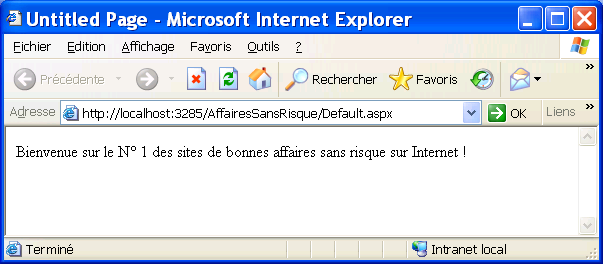 Untitled Page - Microsoft Internet Explorer
Fichier Edition Affichage Favoris Outils ?
Précédente Rechercher Favoris »
Adresse http://localhost:3285/AffairesSansRisque/Default.aspx OK Liens »
Bienvenue sur le N° 1 des sites de bonnes affaires sans risque sur Internet !
Terminé Intranet local